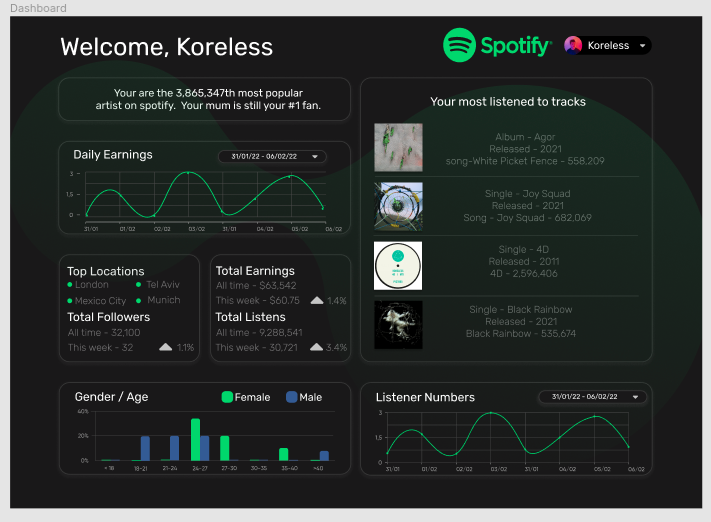 Dashboard
Welcome, Koreless
Spotify
Koreless
You are the 3,865,347th most popular
artist on spotify. Your mum is still your #1 fan.
Daily Earnings
31/01/22 - 06/02/22
3
1,5
0
31/01 01/02 02/02 03/02 31/01 04/02 05/02 06/02
Top Locations
London
Tel Aviv
Mexico City
Munich
Total Followers
All time - 32,100
This week - 32
1.1%
Total Earnings
All time - $63,542
This week - $60.75
1.4%
Total Listens
All time - 9,288,541
This week - 30,721
3.4%
Your most listened to tracks
Album - Agor
Released - 2021
song-White Picket Fence - 558,209
Single - Joy Squad
Released - 2021
Song - Joy Squad - 682,069
Single - 4D
Released - 2011
4D - 2,596,406
Single - Black Rainbow
Released - 2021
Black Rainbow - 535,674
Gender / Age
Female
Male
40%
20%
0%
< 18 18-21 21-24 24-27 27-30 30-35 35-40 >40
Listener Numbers
31/01/22 - 06/02/22
3
1,5
0
31/01 01/02 02/02 03/02 31/01 04/02 05/02 06/02